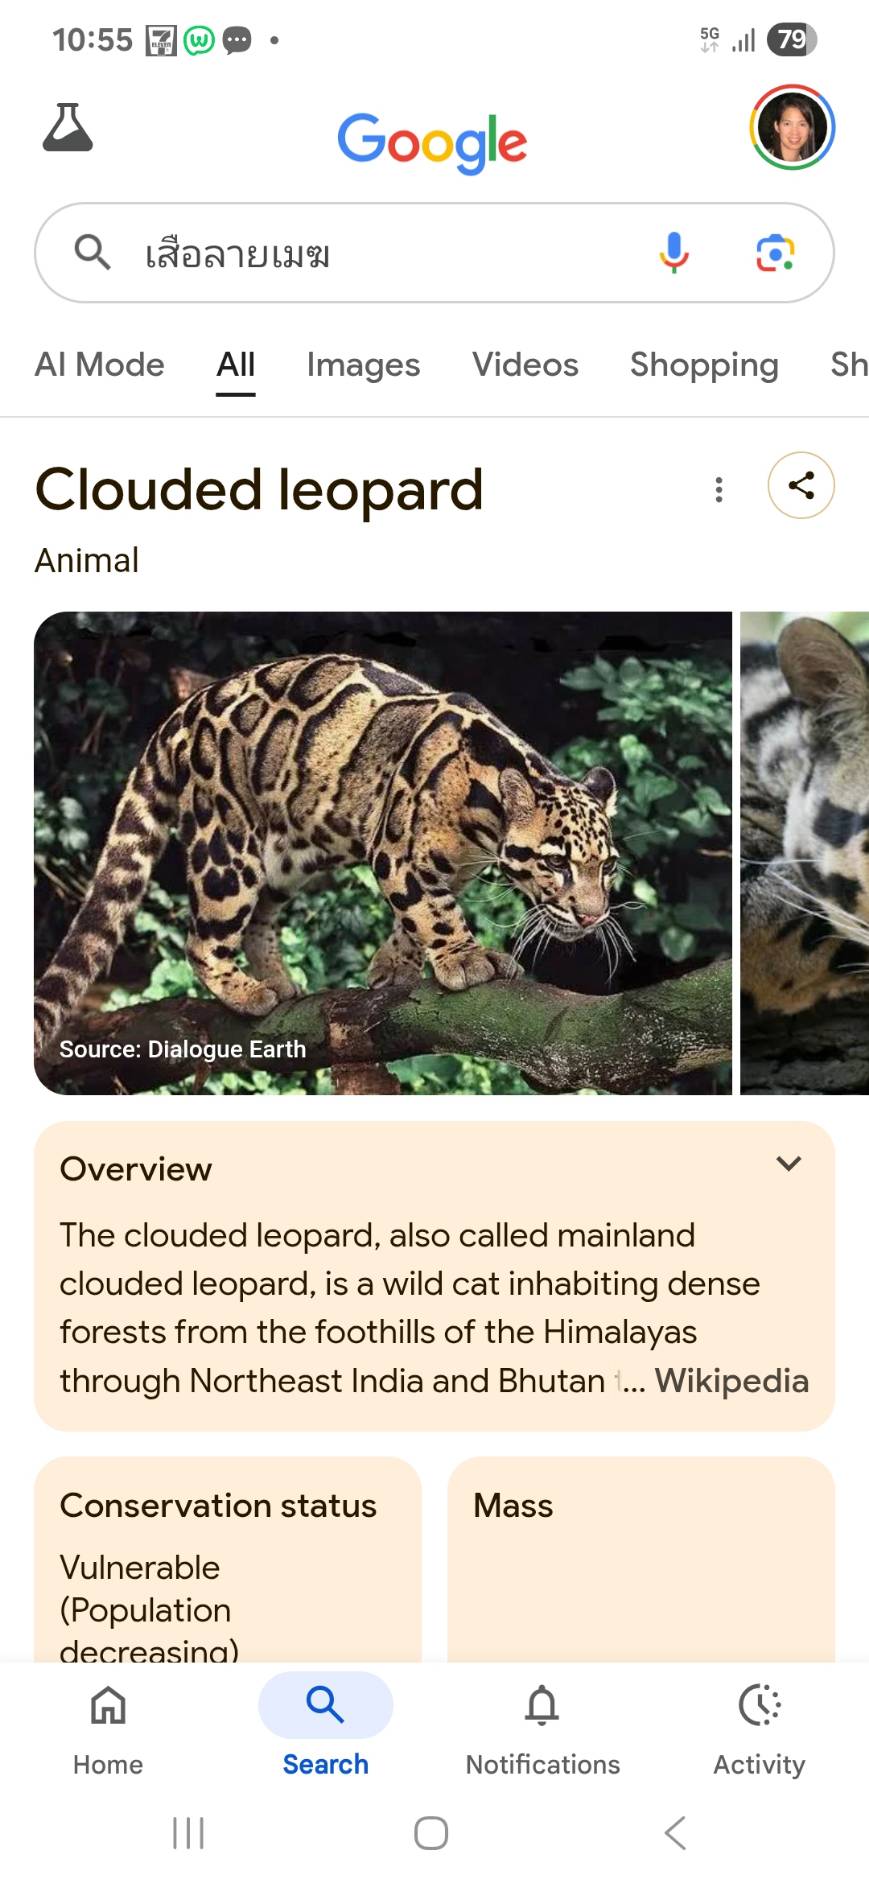 10:55
5G
79
Google
เสือลายเมฆ
AI Mode All Images Videos Shopping Sh
Clouded leopard
Animal
Source: Dialogue Earth
Overview
The clouded leopard, also called mainland
clouded leopard, is a wild cat inhabiting dense
forests from the foothills of the Himalayas
through Northeast India and Bhutan t... Wikipedia
Conservation status
Vulnerable
(Population
decreasing)
Mass
Home Search Notifications Activity